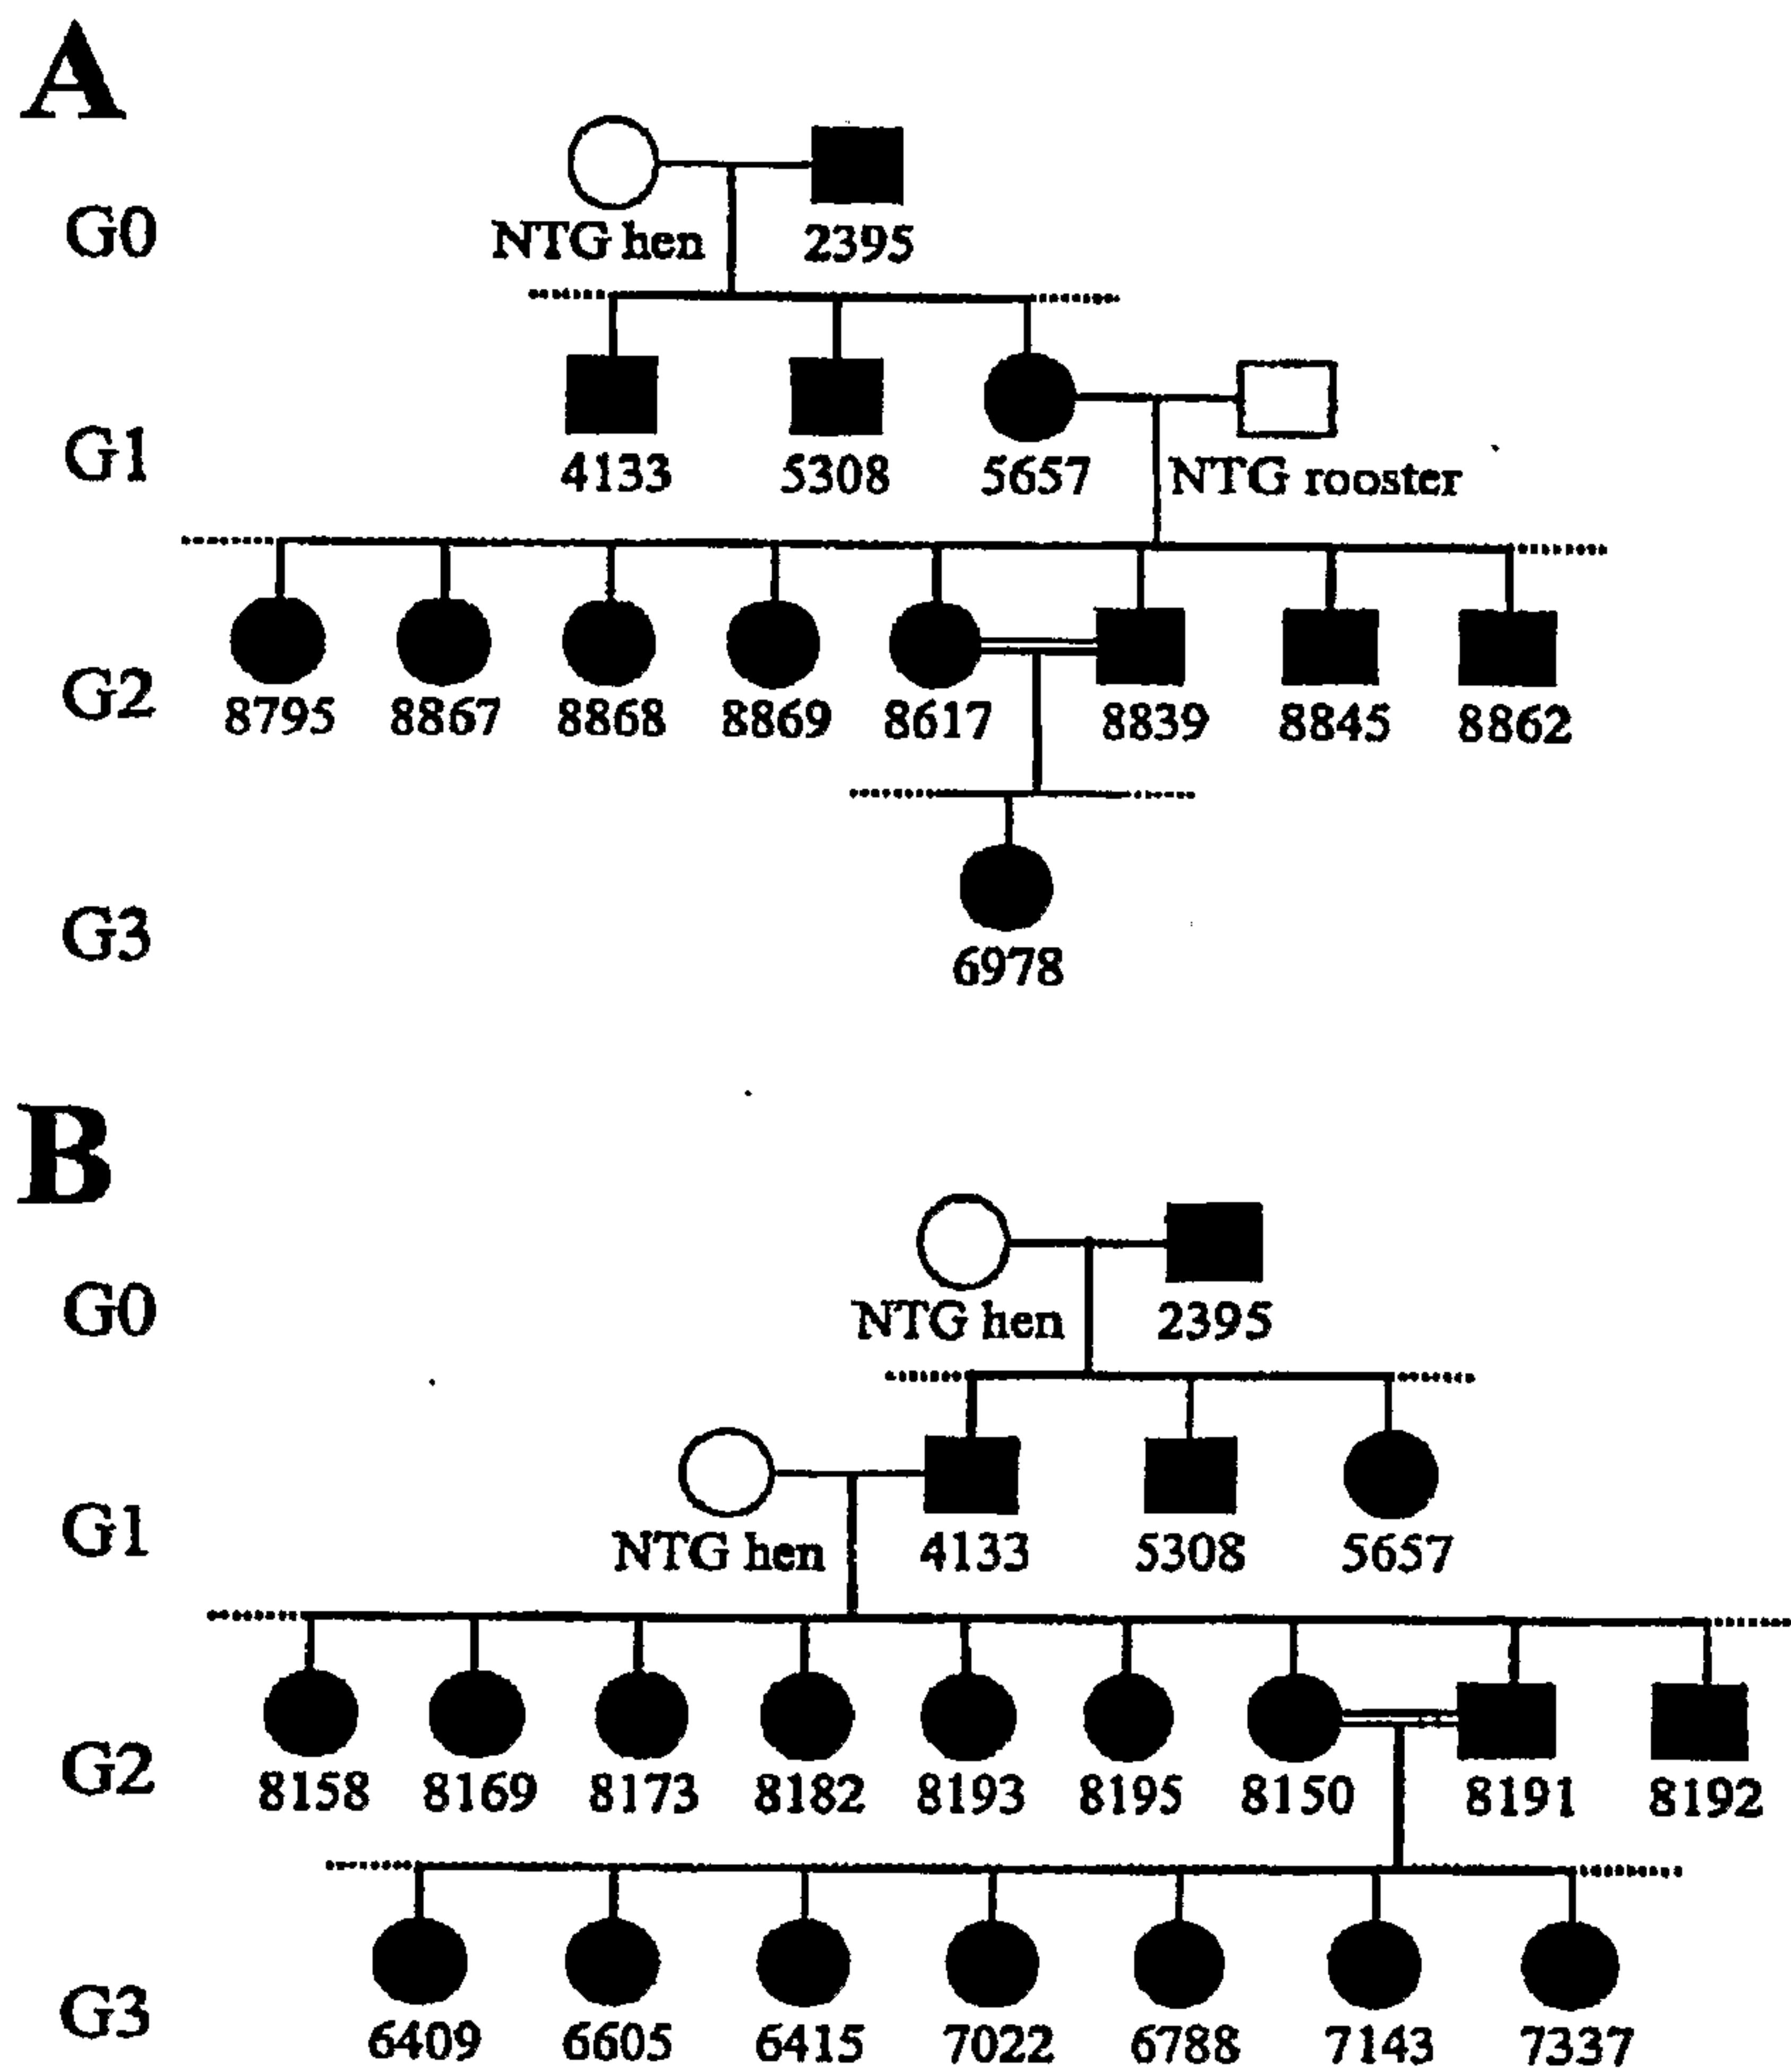 A
G0
NTG hen 2395
G1
4133 5308 5657 NTG rooster
G2
8795 8867 8868 8869 8617 8839 8845 8862
G3
6978
B
G0
NTG hen 2395
G1
NTG hen 4133 5308 5657
G2
8158 8169 8173 8182 8193 8195 8150 8191 8192
G3
6409 6605 6415 7022 6788 7143 7337